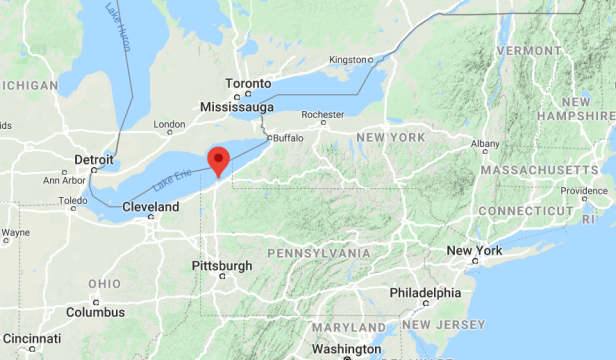 Lake Huron
MICHIGAN
Kingston
VERMONT
Toronto
Mississauga
London
Rochester
Buffalo
NEW YORK
NEW
HAMPSHIRE
Albany
ds
Detroit
Ann Arbor
Lake Erie
MASSACHUSETTS
Toledo
Cleveland
Providence
CONNECTICUT
RI
Wayne
PENNSYLVANIA
New York
Pittsburgh
OHIO
Columbus
Philadelphia
MARYLAND
NEW JERSEY
Cincinnati
Washington
DELAWARE